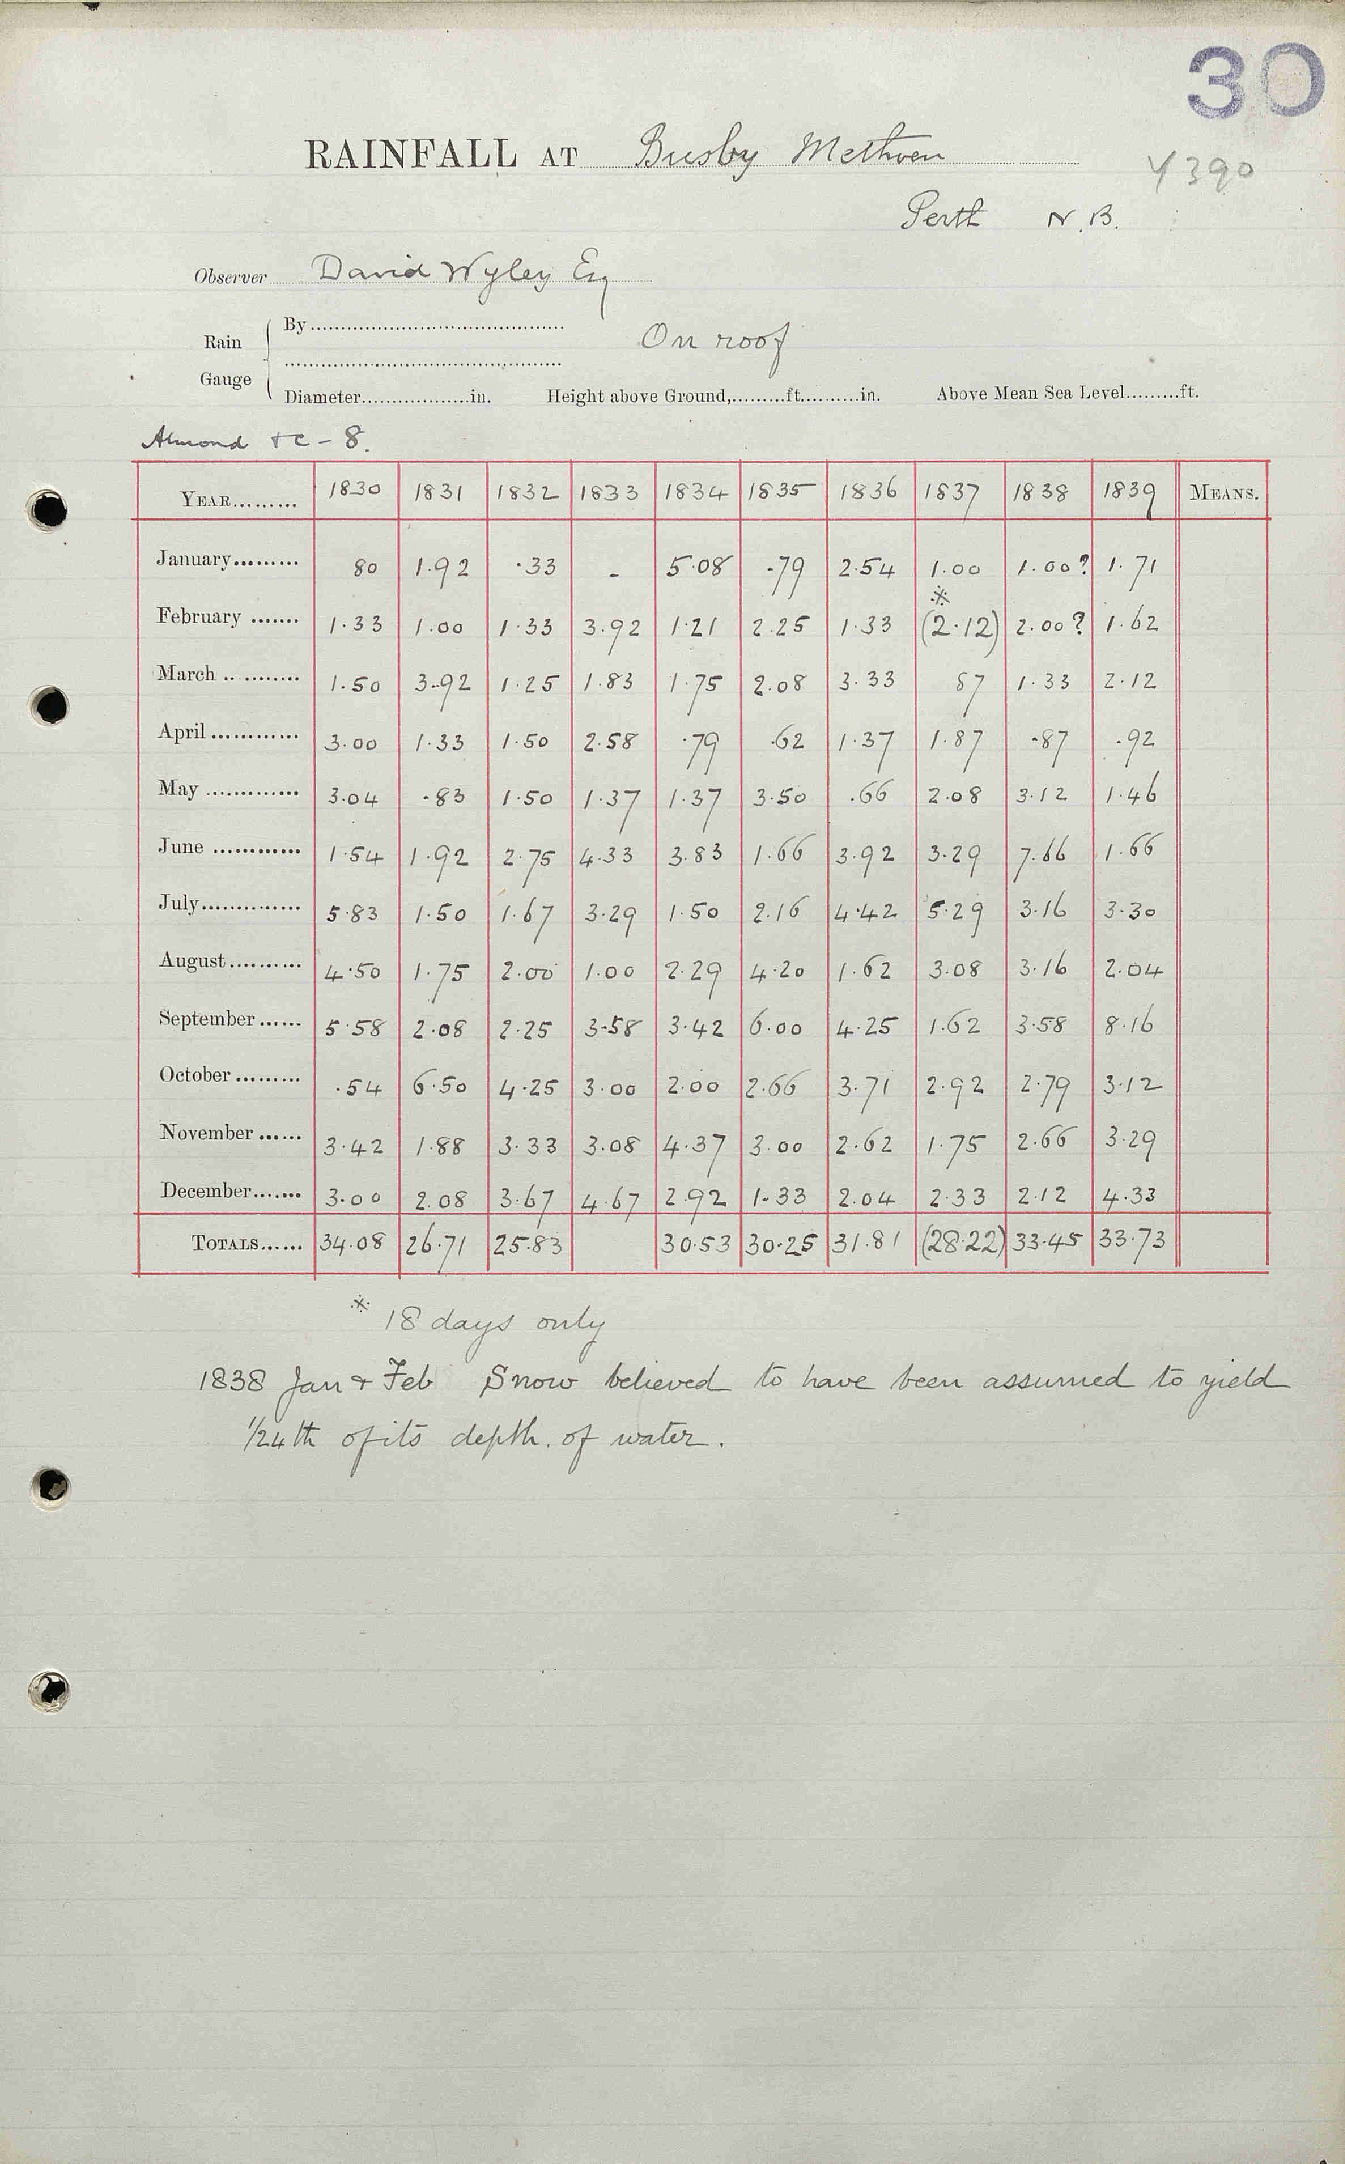 30
RAINFALL AT Busby Methven
Y 390
Perth N.B.
Observer David Wyley Esq
Rain Gauge By
On roof
Diameter in. Height above Ground, ft. in. Above Mean Sea Level ft.
Almond &c - 8.
YEAR 1830 1831 1832 1833 1834 1835 1836 1837 1838 1839 MEANS.
January 80 1.92 .33 - 5.08 .79 2.54 1.00 1.00? 1.71
February 1.33 1.00 1.33 3.92 1.21 2.25 1.33 *(2.12) 2.00? 1.62
March 1.50 3.92 1.25 1.83 1.75 2.08 3.33 87 1.33 2.12
April 3.00 1.33 1.50 2.58 .79 .62 1.37 1.87 .87 .92
May 3.04 .83 1.50 1.37 1.37 3.50 .66 2.08 3.12 1.46
June 1.54 1.92 2.75 4.33 3.83 1.66 3.92 3.29 7.66 1.66
July 5.83 1.50 1.67 3.29 1.50 2.16 4.42 5.29 3.16 3.30
August 4.50 1.75 2.00 1.00 2.29 4.20 1.62 3.08 3.16 2.04
September 5.58 2.08 2.25 3.58 3.42 6.00 4.25 1.62 3.58 8.16
October .54 6.50 4.25 3.00 2.00 2.66 3.71 2.92 2.79 3.12
November 3.42 1.88 3.33 3.08 4.37 3.00 2.62 1.75 2.66 3.29
December 3.00 2.08 3.67 4.67 2.92 1.33 2.04 2.33 2.12 4.33
TOTALS 34.08 26.71 25.83 30.53 30.25 31.81 (28.22) 33.45 33.73
* 18 days only
1838 Jan & Feb Snow believed to have been assumed to yield
1/24th of its depth. of water.